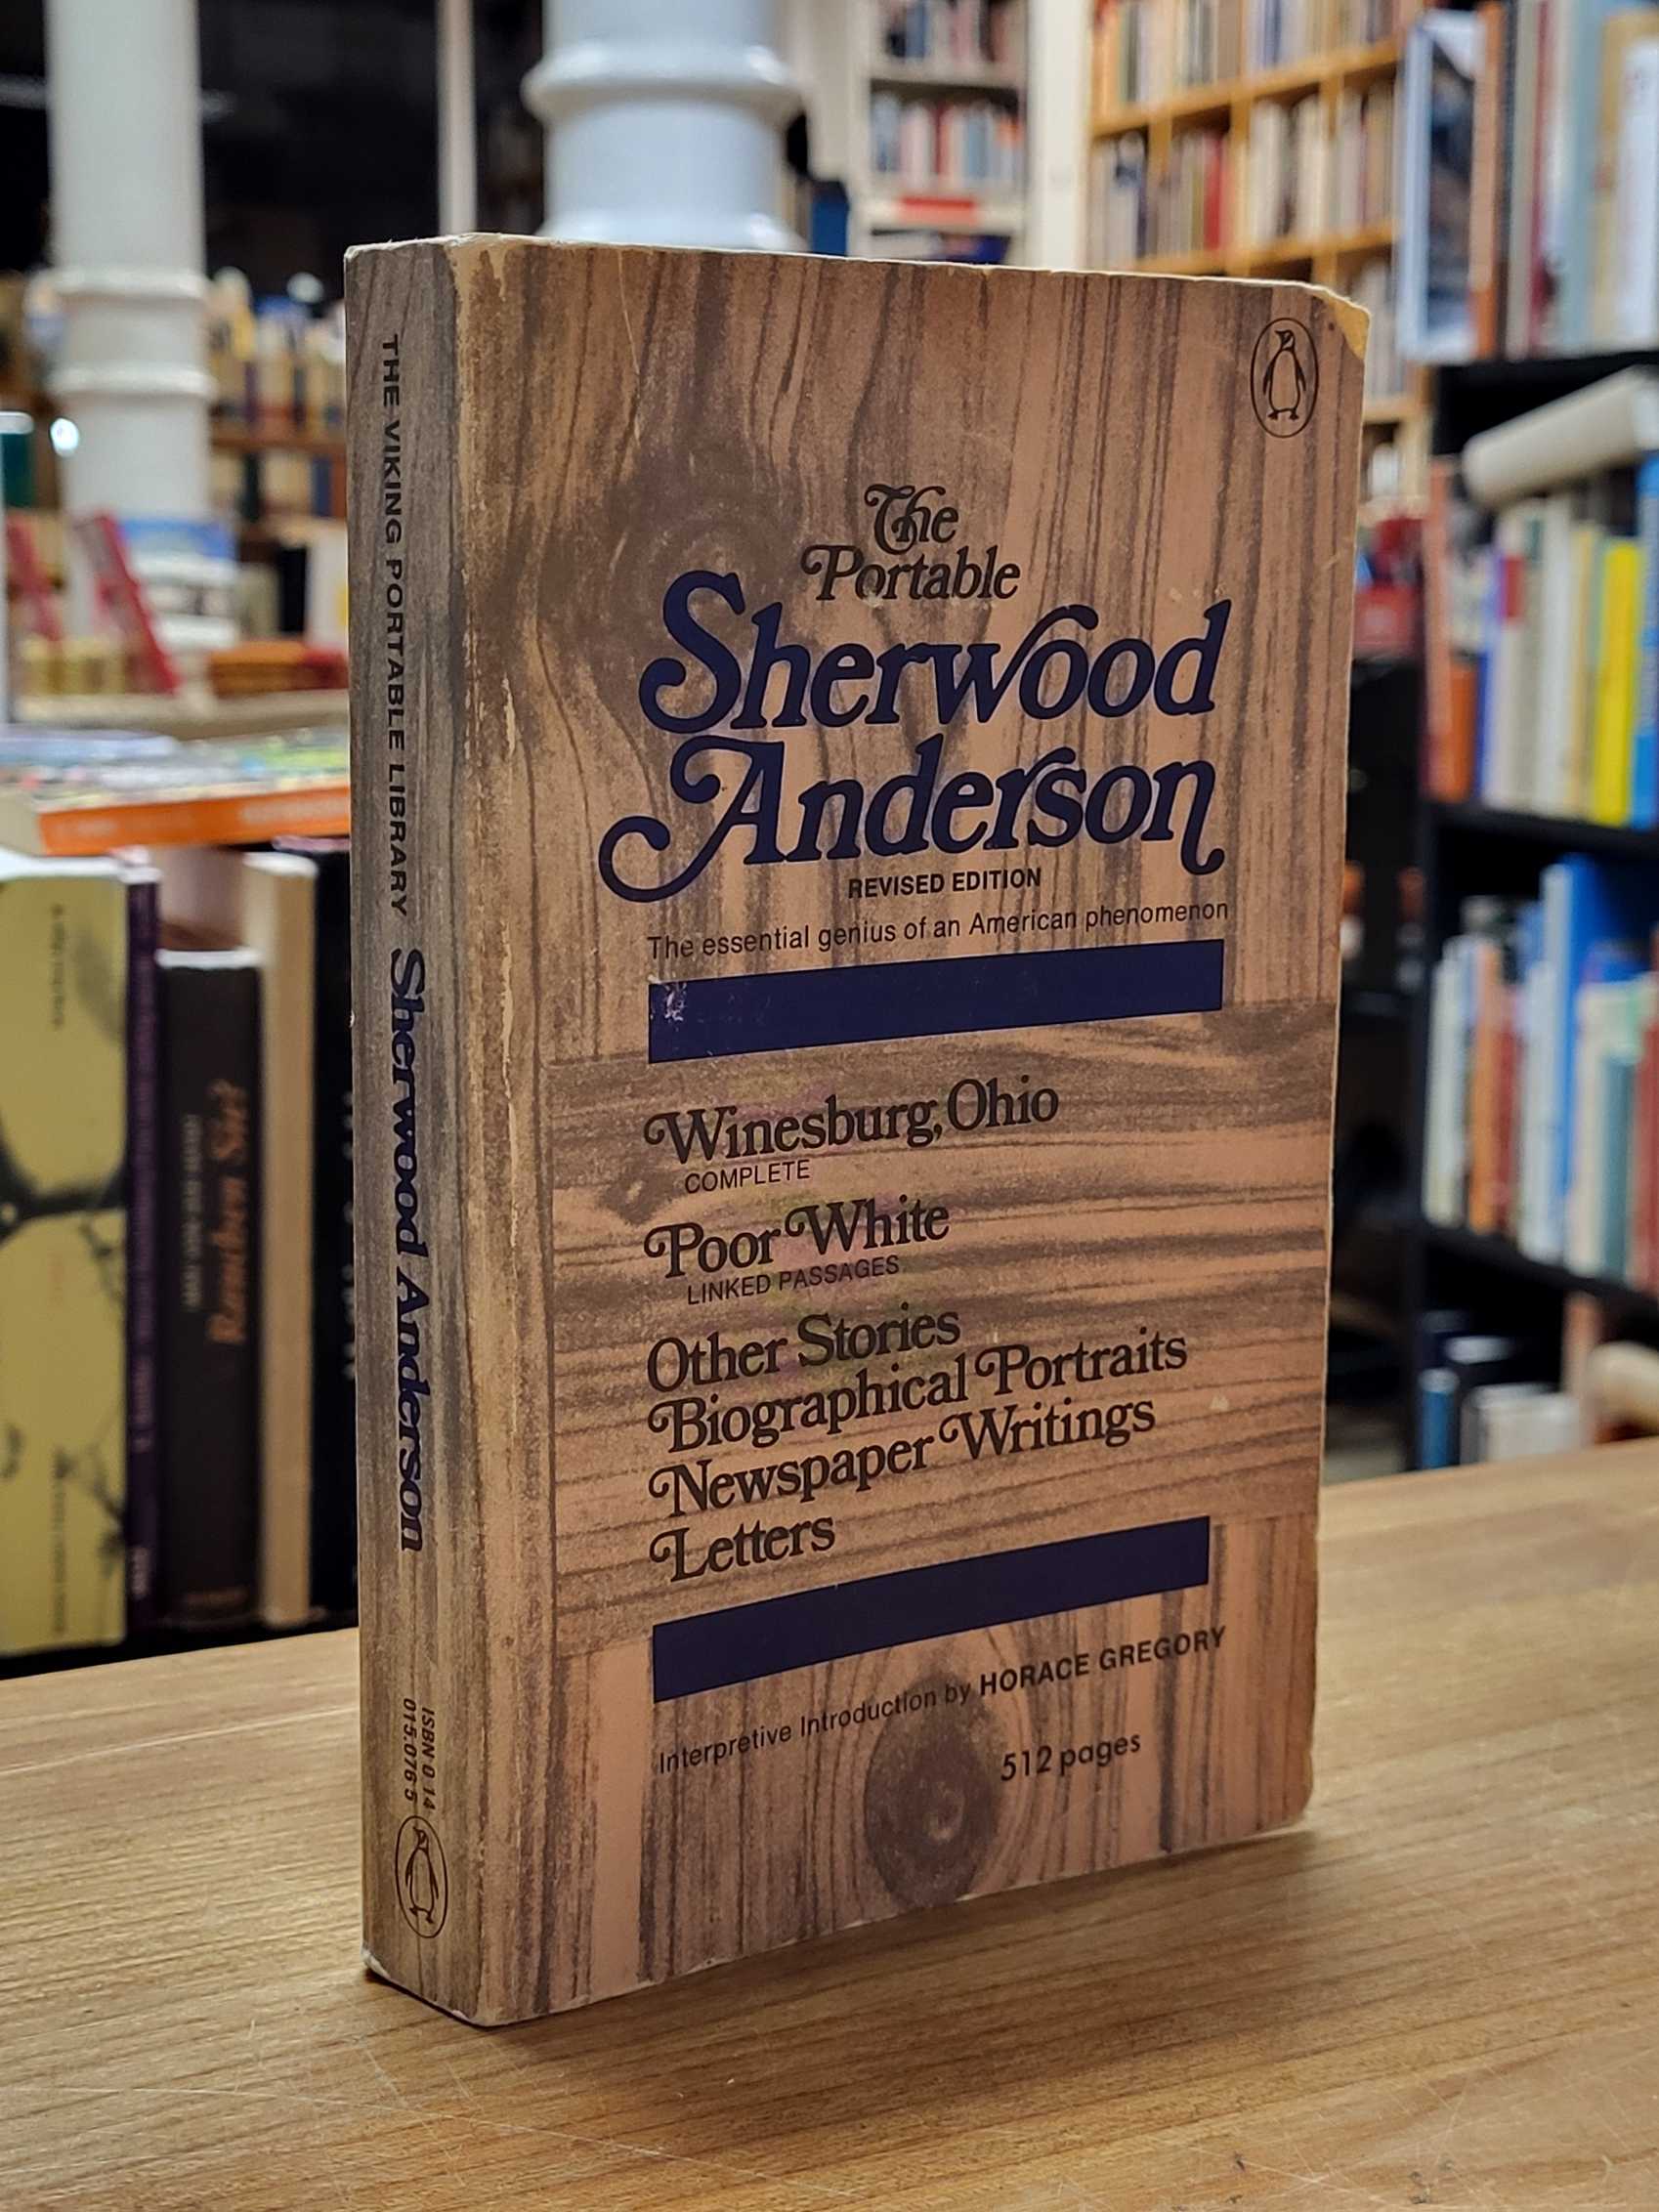 The
Portable
Sherwood
Anderson
REVISED EDITION
The essential genius of an American phenomenon
Winesburg, Ohio
COMPLETE
Poor White
LINKED PASSAGES
Other Stories
Biographical Portraits
Newspaper Writings
Letters
Interpretive Introduction by HORACE GREGORY
512 pages
THE VIKING PORTABLE LIBRARY Sherwood Anderson
ISBN 0 14
015.076 5
Rauchen Sie?